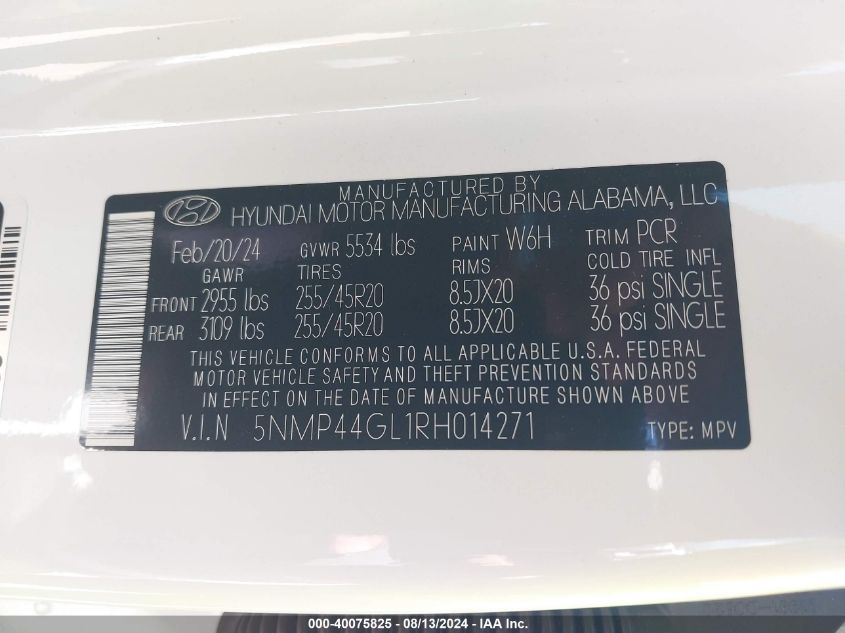 MANUFACTURED BY
HYUNDAI MOTOR MANUFACTURING ALABAMA, LLC
Feb/20/24 GVWR 5534 lbs PAINT W6H TRIM PCR
GAWR TIRES RIMS COLD TIRE INFL
FRONT 2955 lbs 255/45R20 8.5JX20 36 psi SINGLE
REAR 3109 lbs 255/45R20 8.5JX20 36 psi SINGLE
THIS VEHICLE CONFORMS TO ALL APPLICABLE U.S.A. FEDERAL
MOTOR VEHICLE SAFETY AND THEFT PREVENTION STANDARDS
IN EFFECT ON THE DATE OF MANUFACTURE SHOWN ABOVE
V.I.N 5NMP44GL1RH014271 TYPE: MPV
000-40075825 - 08/13/2024 - IAA Inc.